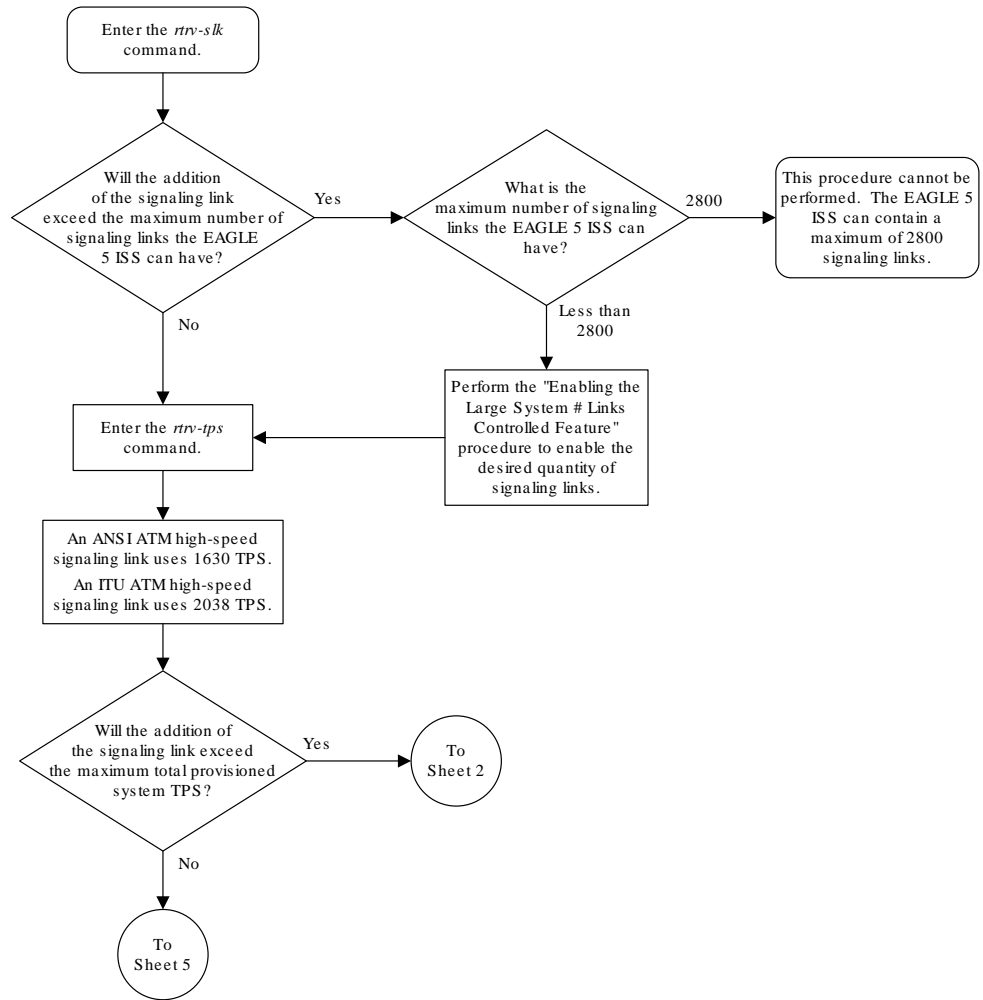 Enter the rtrv-slk
command.
Will the addition
of the signaling link
exceed the maximum number of
signaling links the EAGLE
5 ISS can have?
Yes
What is the
maximum number of signaling
links the EAGLE 5 ISS can
have?
2800
This procedure cannot be
performed. The EAGLE 5
ISS can contain a
maximum of 2800
signaling links.
Less than
2800
No
Perform the "Enabling the
Large System # Links
Controlled Feature"
procedure to enable the
desired quantity of
signaling links.
Enter the rtrv-tps
command.
An ANSI ATM high-speed
signaling link uses 1630 TPS.
An ITU ATM high-speed
signaling link uses 2038 TPS.
Will the addition of
the signaling link exceed
the maximum total provisioned
system TPS?
Yes
To
Sheet 2
No
To
Sheet 5